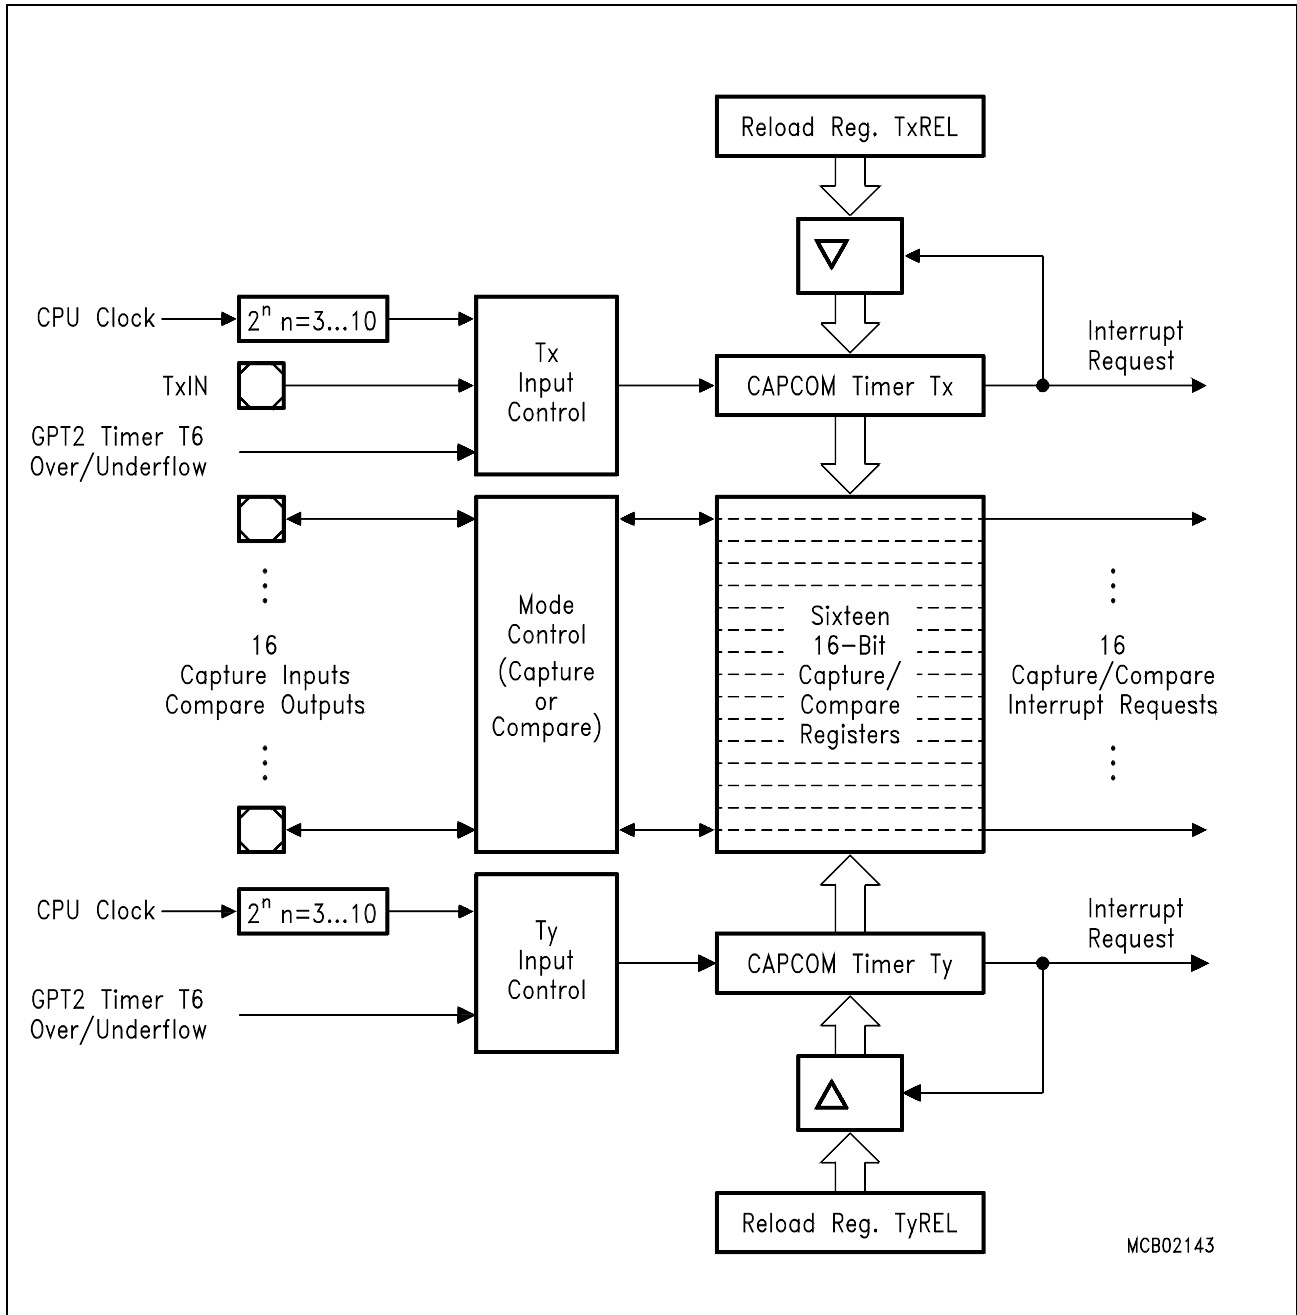 Reload Reg. TxREL
CPU Clock
2ⁿ n=3...10
TxIN
GPT2 Timer T6
Over/Underflow
Tx
Input
Control
CAPCOM Timer Tx
Interrupt
Request
16
Capture Inputs
Compare Outputs
Mode
Control
(Capture
or
Compare)
Sixteen
16-Bit
Capture/
Compare
Registers
16
Capture/Compare
Interrupt Requests
CPU Clock
2ⁿ n=3...10
GPT2 Timer T6
Over/Underflow
Ty
Input
Control
CAPCOM Timer Ty
Interrupt
Request
Reload Reg. TyREL
MCB02143